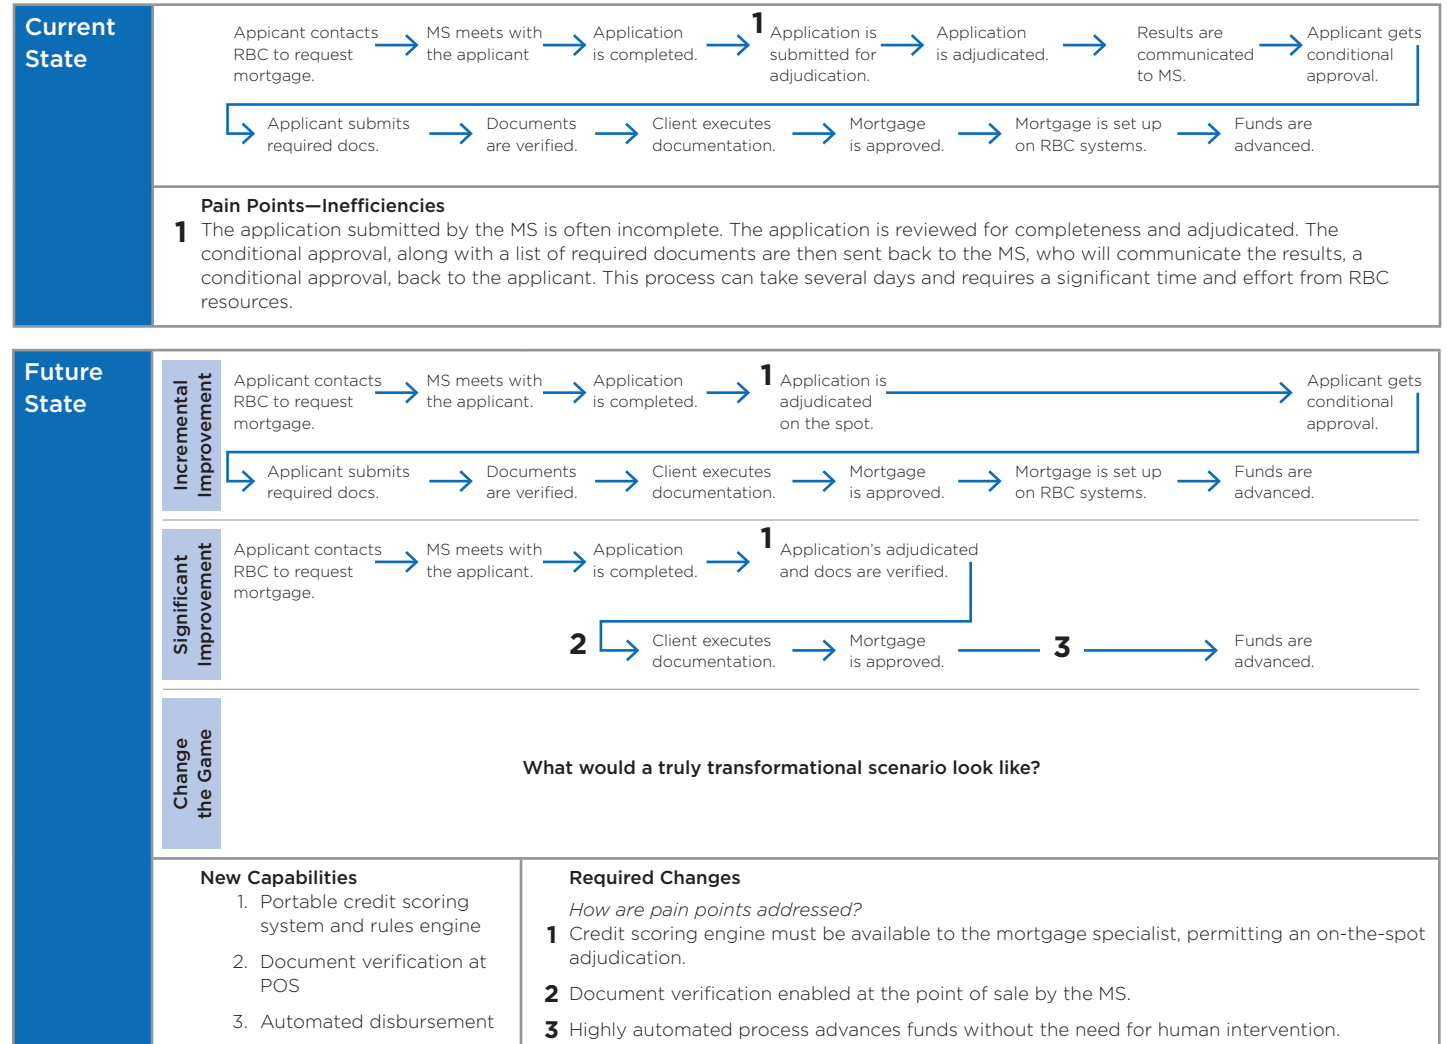 Current
State
Appicant contacts
RBC to request
mortgage.
MS meets with
the applicant
Application
is completed.
1
Application is
submitted for
adjudication.
Application
is adjudicated.
Results are
communicated
to MS.
Applicant gets
conditional
approval.
Applicant submits
required docs.
Documents
are verified.
Client executes
documentation.
Mortgage
is approved.
Mortgage is set up
on RBC systems.
Funds are
advanced.
Pain Points—Inefficiencies
1 The application submitted by the MS is often incomplete. The application is reviewed for completeness and adjudicated. The
conditional approval, along with a list of required documents are then sent back to the MS, who will communicate the results, a
conditional approval, back to the applicant. This process can take several days and requires a significant time and effort from RBC
resources.
Future
State
Incremental
Improvement
Applicant contacts
RBC to request
mortgage.
MS meets with
the applicant.
Application
is completed.
1
Application is
adjudicated
on the spot.
Applicant gets
conditional
approval.
Applicant submits
required docs.
Documents
are verified.
Client executes
documentation.
Mortgage
is approved.
Mortgage is set up
on RBC systems.
Funds are
advanced.
Significant
Improvement
Applicant contacts
RBC to request
mortgage.
MS meets with
the applicant.
Application
is completed.
1
Application's adjudicated
and docs are verified.
2
Client executes
documentation.
Mortgage
is approved.
3
Funds are
advanced.
Change
the Game
What would a truly transformational scenario look like?
New Capabilities
1. Portable credit scoring
system and rules engine
2. Document verification at
POS
3. Automated disbursement
Required Changes
How are pain points addressed?
1 Credit scoring engine must be available to the mortgage specialist, permitting an on-the-spot
adjudication.
2 Document verification enabled at the point of sale by the MS.
3 Highly automated process advances funds without the need for human intervention.